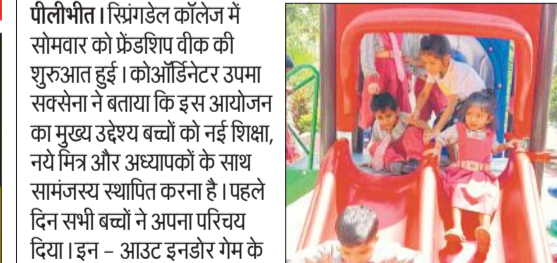 पीलीभीत। स्प्रिंगडेल कॉलेज में
सोमवार को फ्रेंडशिप वीक की
शुरुआत हुई। कोऑर्डिनेटर उपमा
सक्सेना ने बताया कि इस आयोजन
का मुख्य उद्देश्य बच्चों को नई शिक्षा,
नये मित्र और अध्यापकों के साथ
सामंजस्य स्थापित करना है। पहले
दिन सभी बच्चों ने अपना परिचय
दिया। इन – आउट इनडोर गेम के